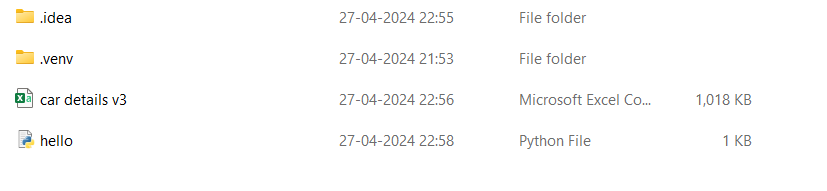 .idea 27-04-2024 22:55 File folder
.venv 27-04-2024 21:53 File folder
car details v3 27-04-2024 22:56 Microsoft Excel Co... 1,018 KB
hello 27-04-2024 22:58 Python File 1 KB